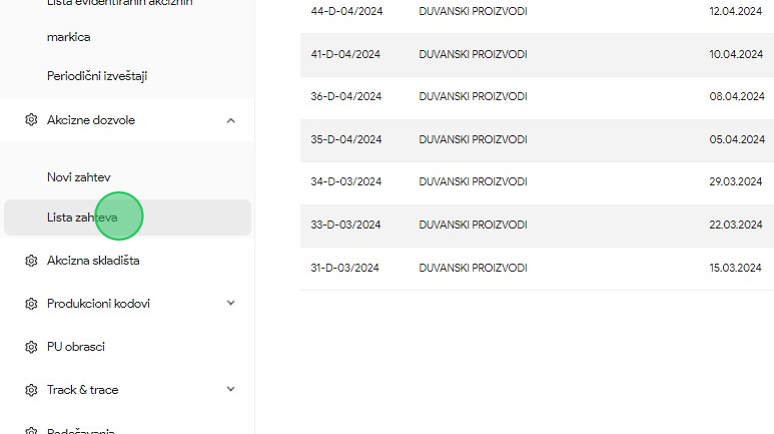 Lista evidentiranih akciznih
markica
Periodični izveštaji
Akcizne dozvole
Novi zahtev
Lista zahteva
Akcizna skladišta
Produkcioni kodovi
PU obrasci
Track & trace
Podešavanja
44-D-04/2024 DUVANSKI PROIZVODI 12.04.2024
41-D-04/2024 DUVANSKI PROIZVODI 10.04.2024
36-D-04/2024 DUVANSKI PROIZVODI 08.04.2024
35-D-04/2024 DUVANSKI PROIZVODI 05.04.2024
34-D-03/2024 DUVANSKI PROIZVODI 29.03.2024
33-D-03/2024 DUVANSKI PROIZVODI 22.03.2024
31-D-03/2024 DUVANSKI PROIZVODI 15.03.2024